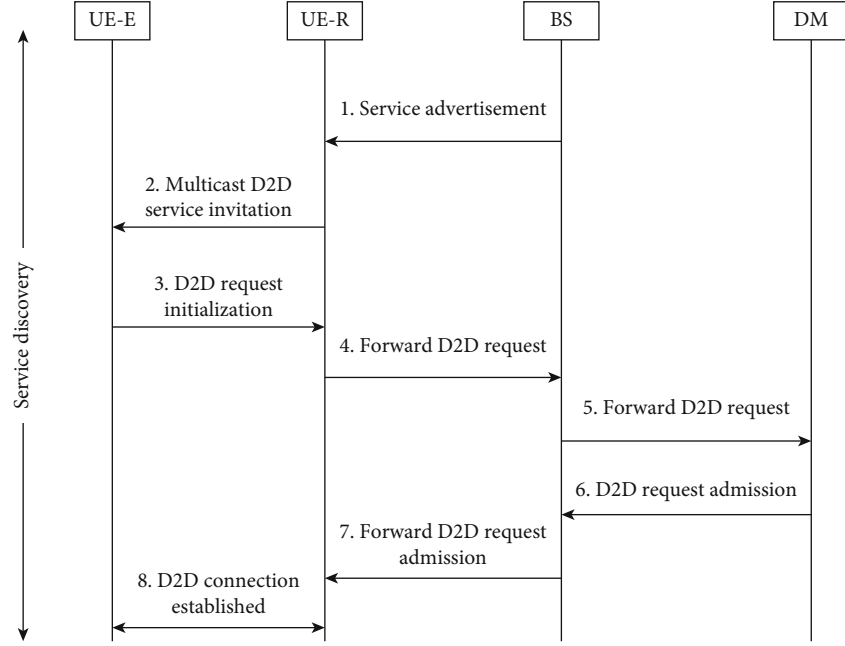 UE-E
UE-R
BS
DM
1. Service advertisement
2. Multicast D2D
service invitation
3. D2D request
initialization
4. Forward D2D request
5. Forward D2D request
6. D2D request admission
7. Forward D2D request
admission
8. D2D connection
established
Service discovery